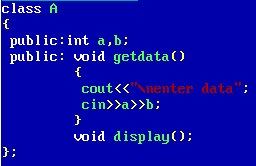 class A
{
public:int a,b;
public: void getdata()
{
cout<<"\nenter data";
cin>>a>>b;
}
void display();
};